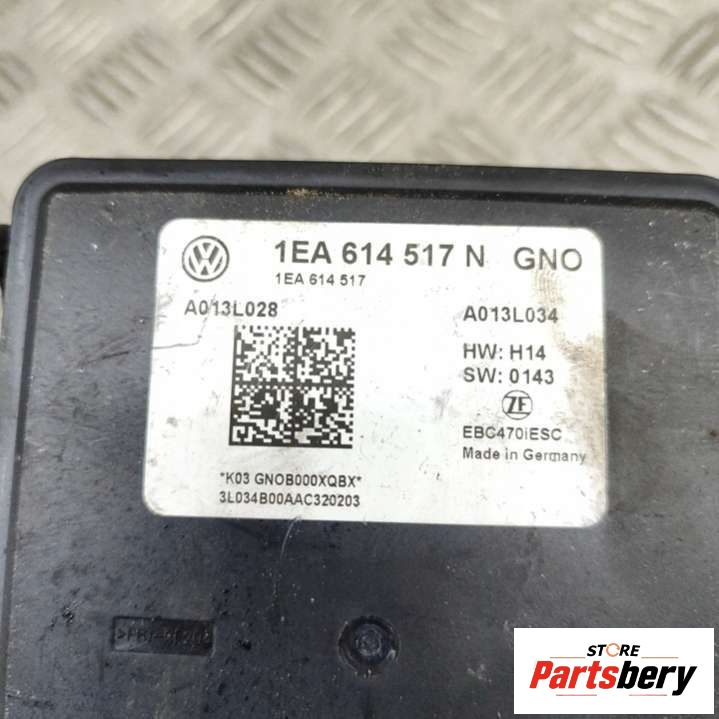 1EA 614 517 N GNO
1EA 614 517
A013L028 A013L034
HW: H14
SW: 0143
ZF
EBC470iESC
Made in Germany
*K03 GNOB000XQBX*
3L034B00AAC320203
STORE
Partsbery